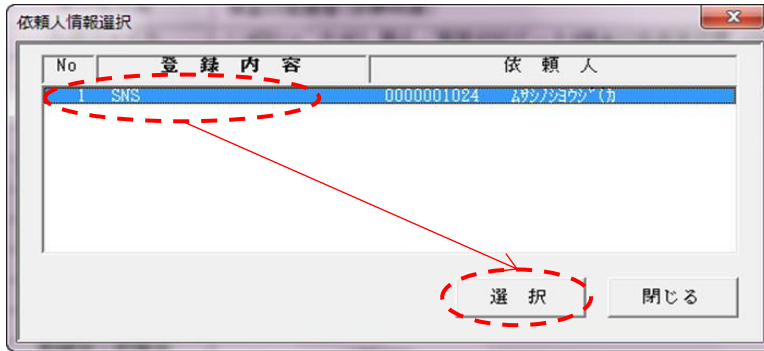 依頼人情報選択
No 登 録 内 容 依 頼 人
1 SNS 0000001024 ﾑｻｼﾉｼﾖｳｼﾞ(ｶ
選 択 閉じる